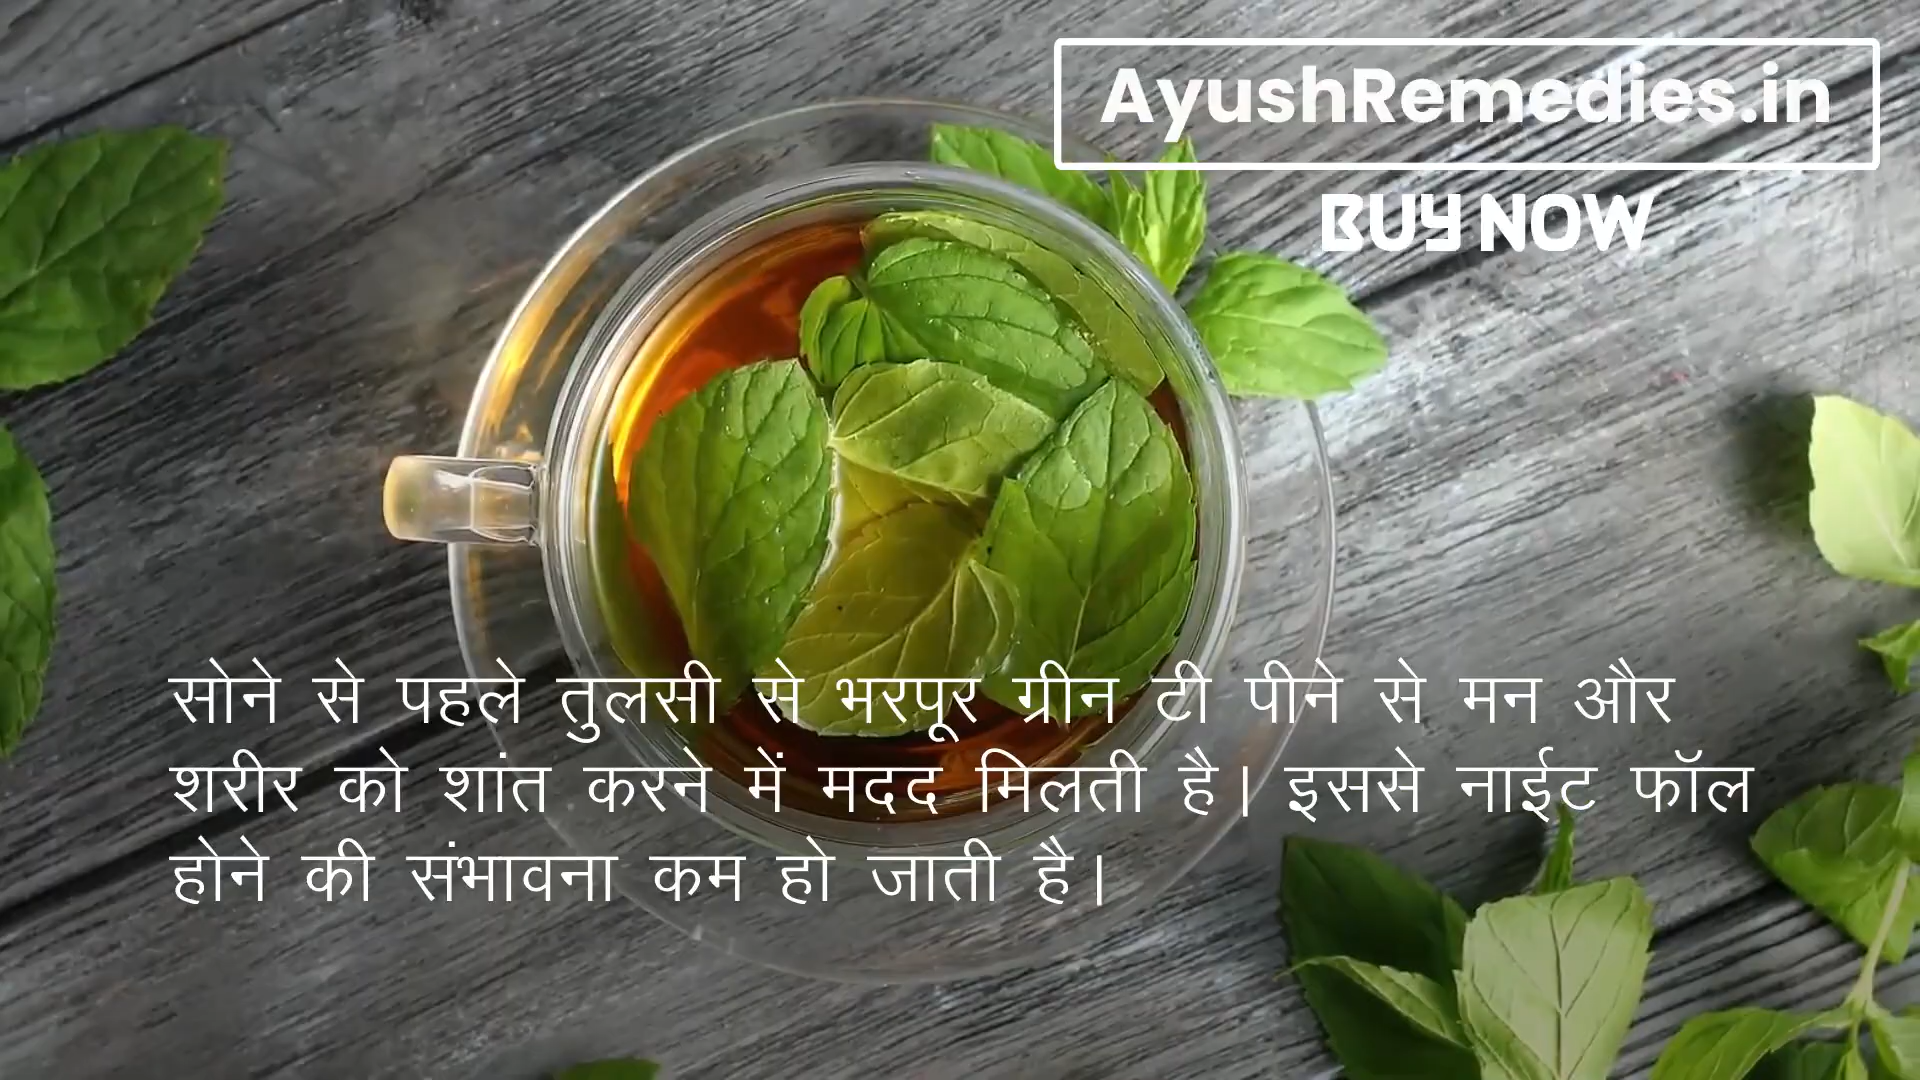 AyushRemedies.in
BUY NOW
सोने से पहले तुलसी से भरपूर ग्रीन टी पीने से मन और
शरीर को शांत करने में मदद मिलती है। इससे नाईट फॉल
होने की संभावना कम हो जाती है।